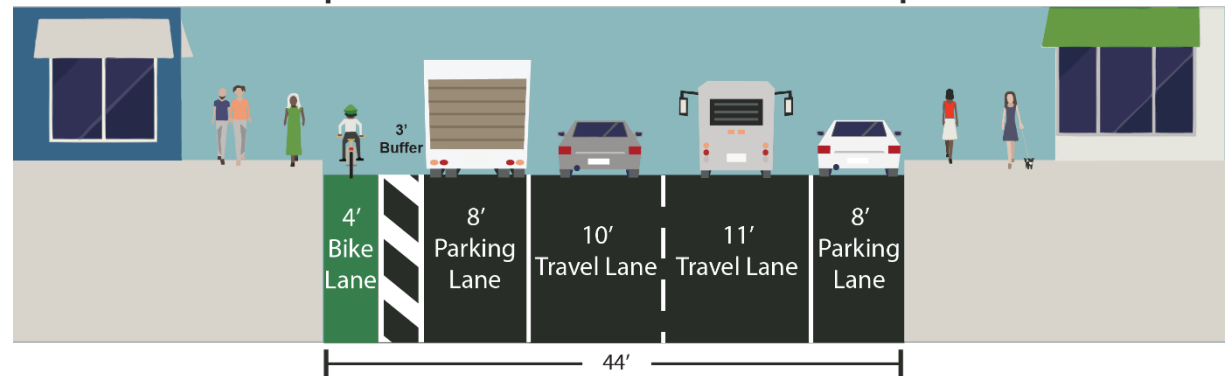 3'
Buffer
4'
Bike
Lane
8'
Parking
Lane
10'
Travel Lane
11'
Travel Lane
8'
Parking
Lane
44'